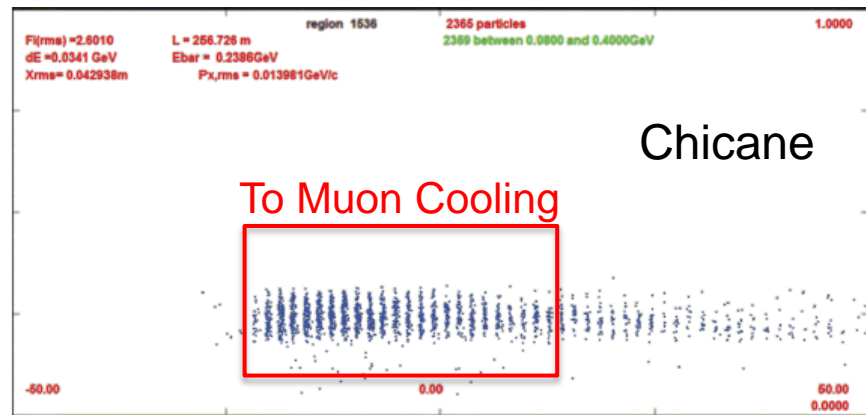 region 1536 2365 particles 1.0000
Fi(rms) =2.6010 L = 256.726 m 2359 between 0.0800 and 0.4000GeV
dE =0.0341 GeV Ebar = 0.2386GeV
Xrms= 0.042938m Px,rms = 0.013981GeV/c
Chicane
To Muon Cooling
-50.00 0.00 50.00
0.0000